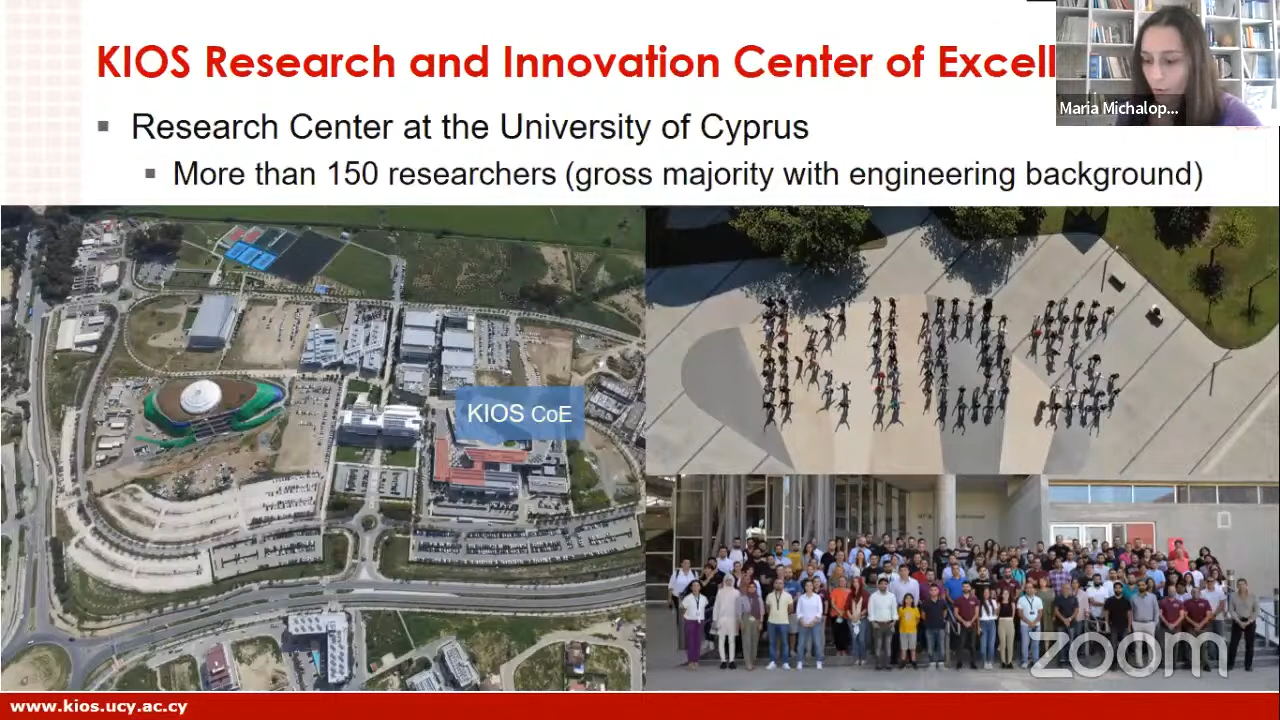 KIOS Research and Innovation Center of Excell
Maria Michalop...
▪ Research Center at the University of Cyprus
▪ More than 150 researchers (gross majority with engineering background)
KIOS CoE
KIOS
zoom
www.kios.ucy.ac.cy